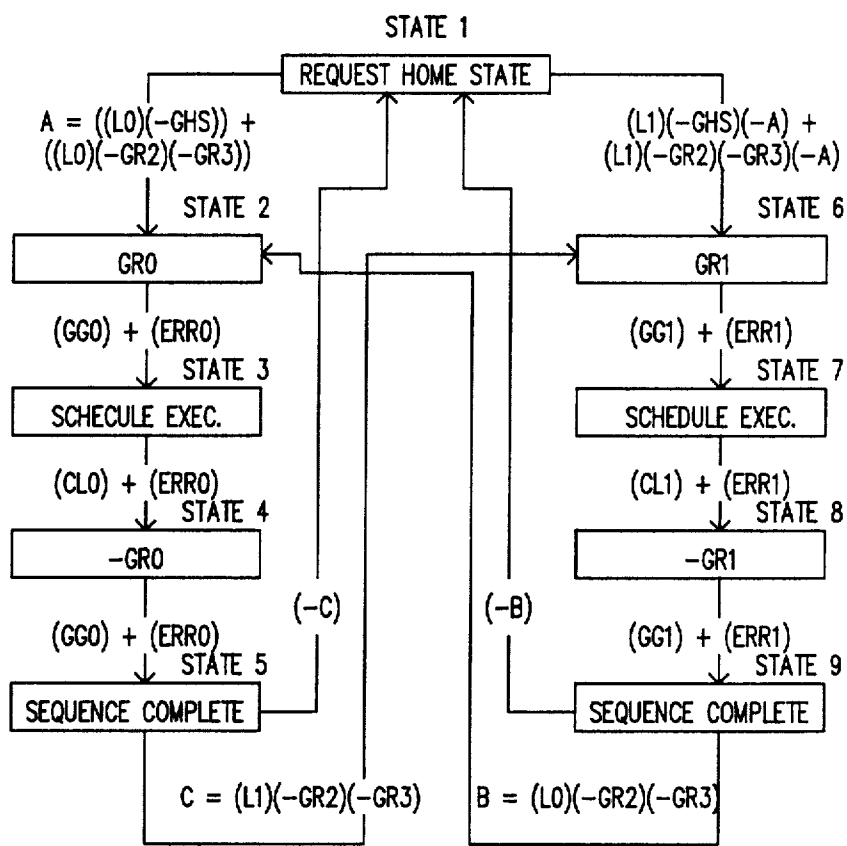 STATE 1
REQUEST HOME STATE
A = ((L0)(-GHS)) +
((L0)(-GR2)(-GR3))
(L1)(-GHS)(-A) +
(L1)(-GR2)(-GR3)(-A)
STATE 2
STATE 6
GR0
GR1
(GG0) + (ERR0)
(GG1) + (ERR1)
STATE 3
STATE 7
SCHECULE EXEC.
SCHEDULE EXEC.
(CL0) + (ERR0)
(CL1) + (ERR1)
STATE 4
STATE 8
-GR0
-GR1
(-C)
(-B)
(GG0) + (ERR0)
(GG1) + (ERR1)
STATE 5
STATE 9
SEQUENCE COMPLETE
SEQUENCE COMPLETE
C = (L1)(-GR2)(-GR3)
B = (L0)(-GR2)(-GR3)